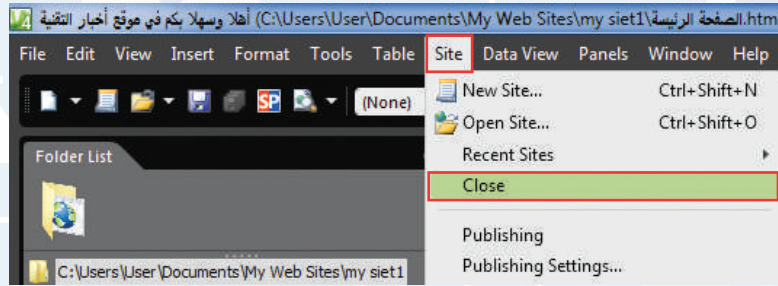 أهلا وسهلا بكم في موقع أخبار التقنية (C:\Users\User\Documents\My Web Sites\my siet1\الصفحة الرئيسة.htm
File Edit View Insert Format Tools Table Site Data View Panels Window Help
(None)
New Site... Ctrl+Shift+N
Open Site... Ctrl+Shift+O
Recent Sites
Close
Publishing
Publishing Settings...
Folder List
C:\Users\User\Documents\My Web Sites\my siet1